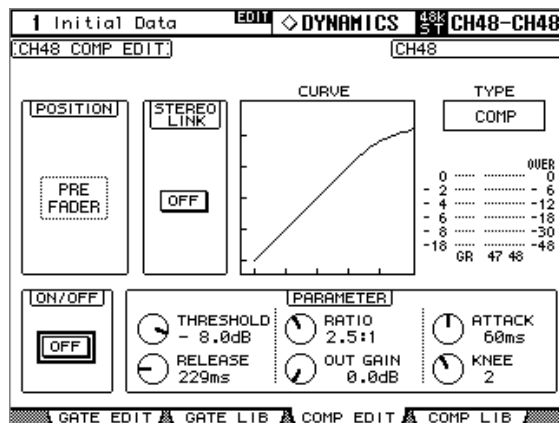 1 Initial Data EDIT ◇DYNAMICS 48K ST CH48-CH48
CH48 COMP EDIT CH48
POSITION
PRE
FADER
STEREO
LINK
OFF
CURVE
TYPE
COMP
OVER
0 0
- 2 - 6
- 4 -12
- 6 -18
- 8 -30
-18 -48
GR 47 48
ON/OFF
OFF
PARAMETER
THRESHOLD
- 8.0dB
RATIO
2.5:1
ATTACK
60ms
RELEASE
229ms
OUT GAIN
0.0dB
KNEE
2
GATE EDIT GATE LIB COMP EDIT COMP LIB